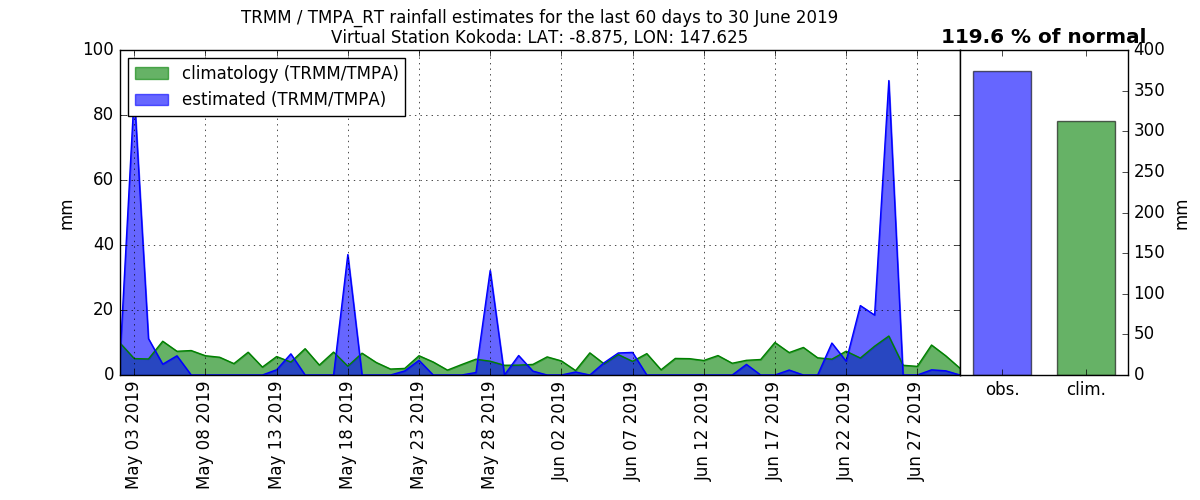 TRMM / TMPA_RT rainfall estimates for the last 60 days to 30 June 2019
Virtual Station Kokoda: LAT: -8.875, LON: 147.625
119.6 % of normal
climatology (TRMM/TMPA)
estimated (TRMM/TMPA)
100
80
60
40
20
0
mm
400
350
300
250
200
150
100
50
0
mm
May 03 2019
May 08 2019
May 13 2019
May 18 2019
May 23 2019
May 28 2019
Jun 02 2019
Jun 07 2019
Jun 12 2019
Jun 17 2019
Jun 22 2019
Jun 27 2019
obs.
clim.